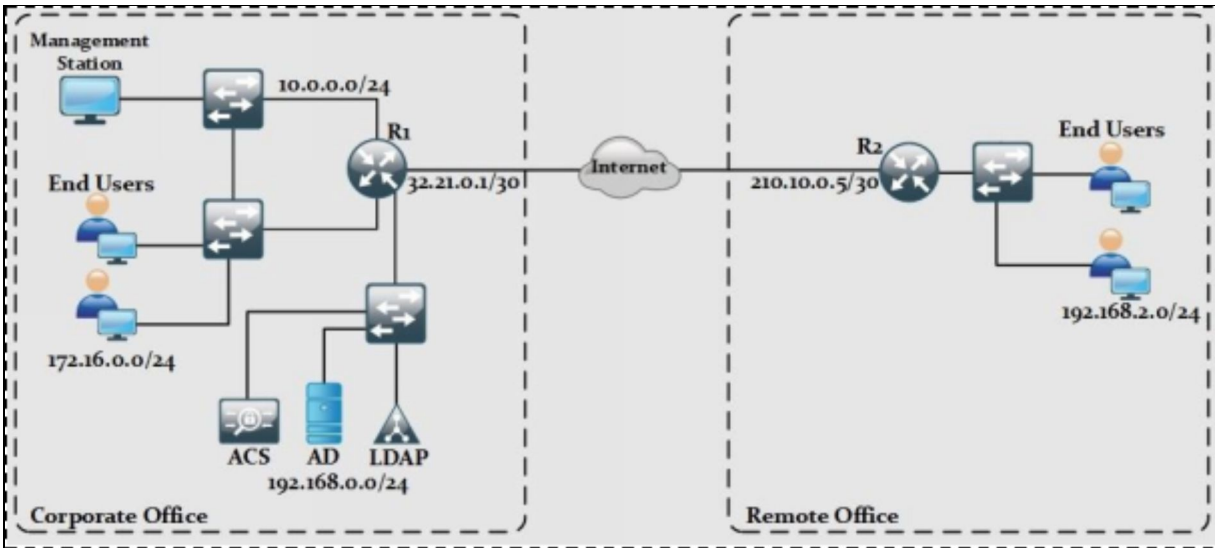 Management
Station
10.0.0.0/24
R1
End Users
32.21.0.1/30
172.16.0.0/24
ACS
AD
LDAP
192.168.0.0/24
Corporate Office
Internet
R2
210.10.0.5/30
End Users
192.168.2.0/24
Remote Office